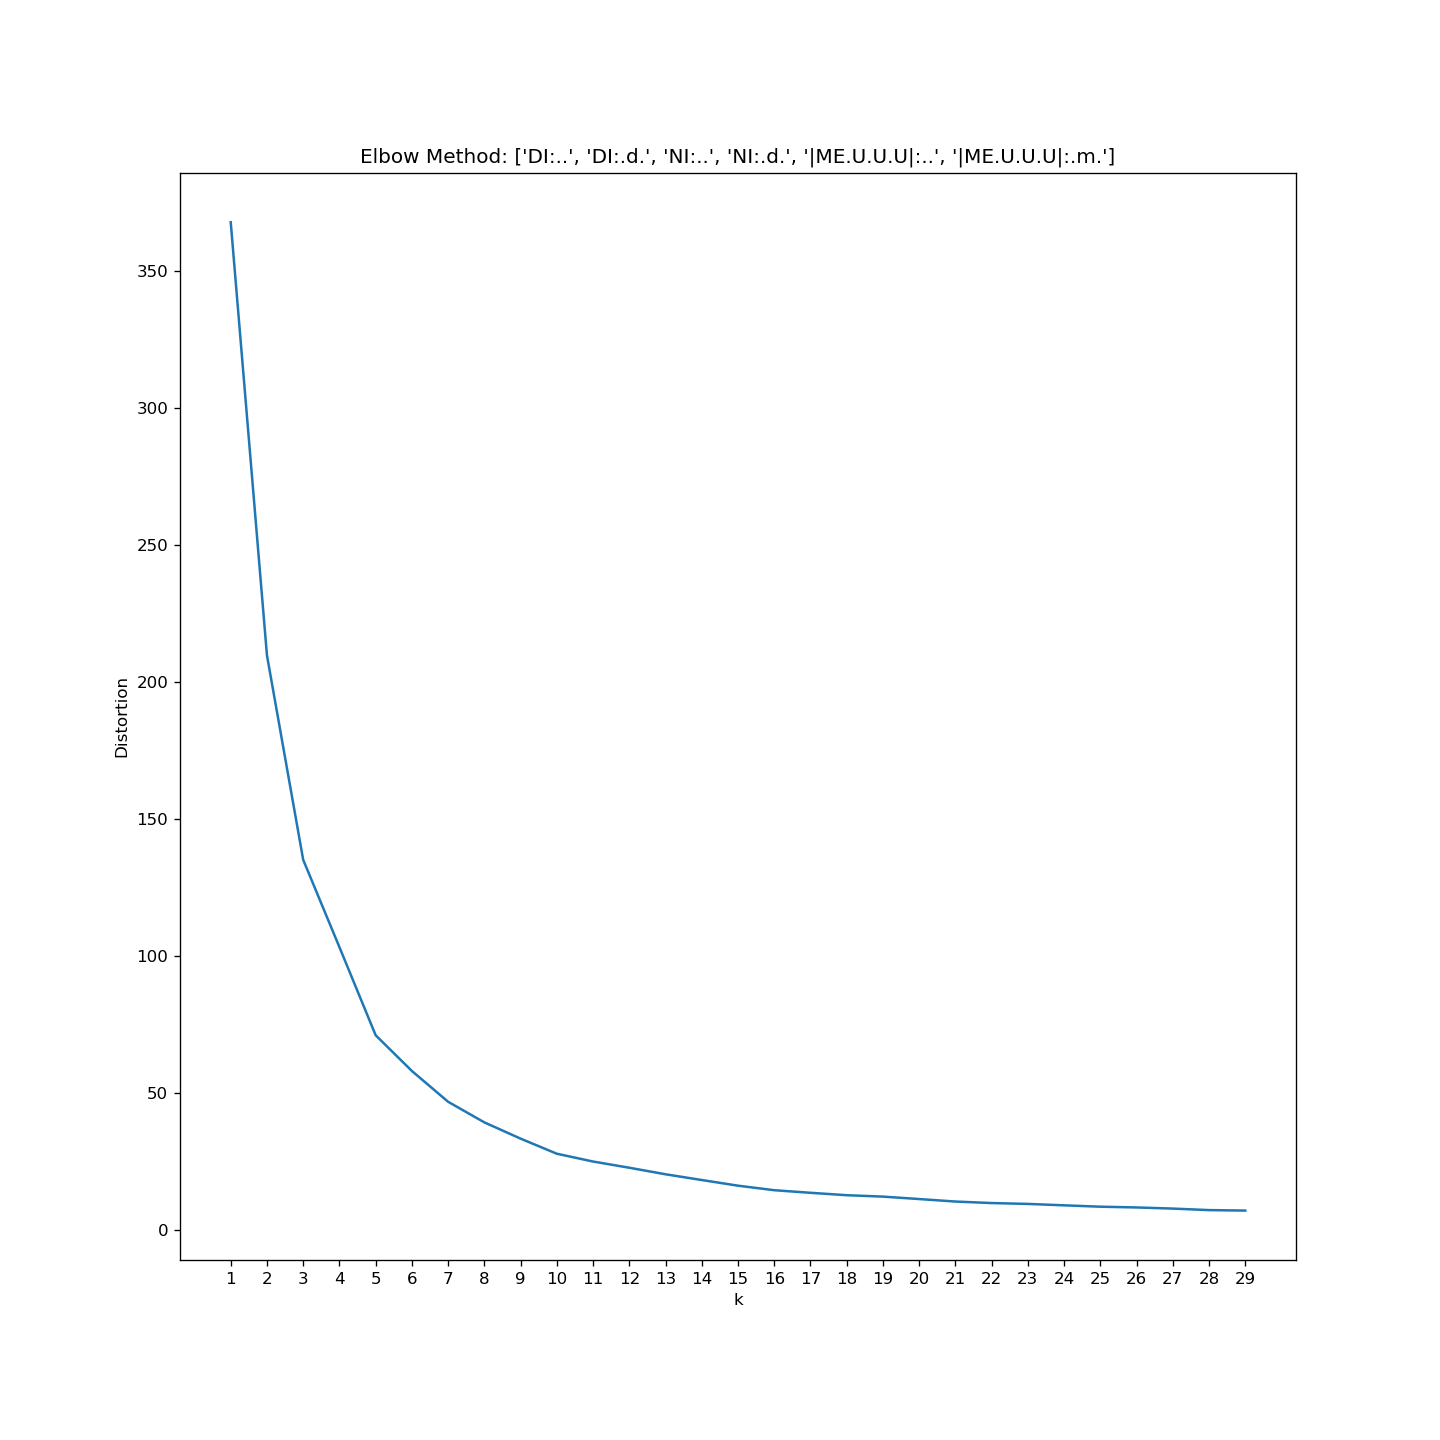 Elbow Method: ['DI:..', 'DI:.d.', 'NI:..', 'NI:.d.', '|ME.U.U.U|:..', '|ME.U.U.U|:.m.']
350
300
250
200
150
100
50
0
Distortion
1 2 3 4 5 6 7 8 9 10 11 12 13 14 15 16 17 18 19 20 21 22 23 24 25 26 27 28 29
k